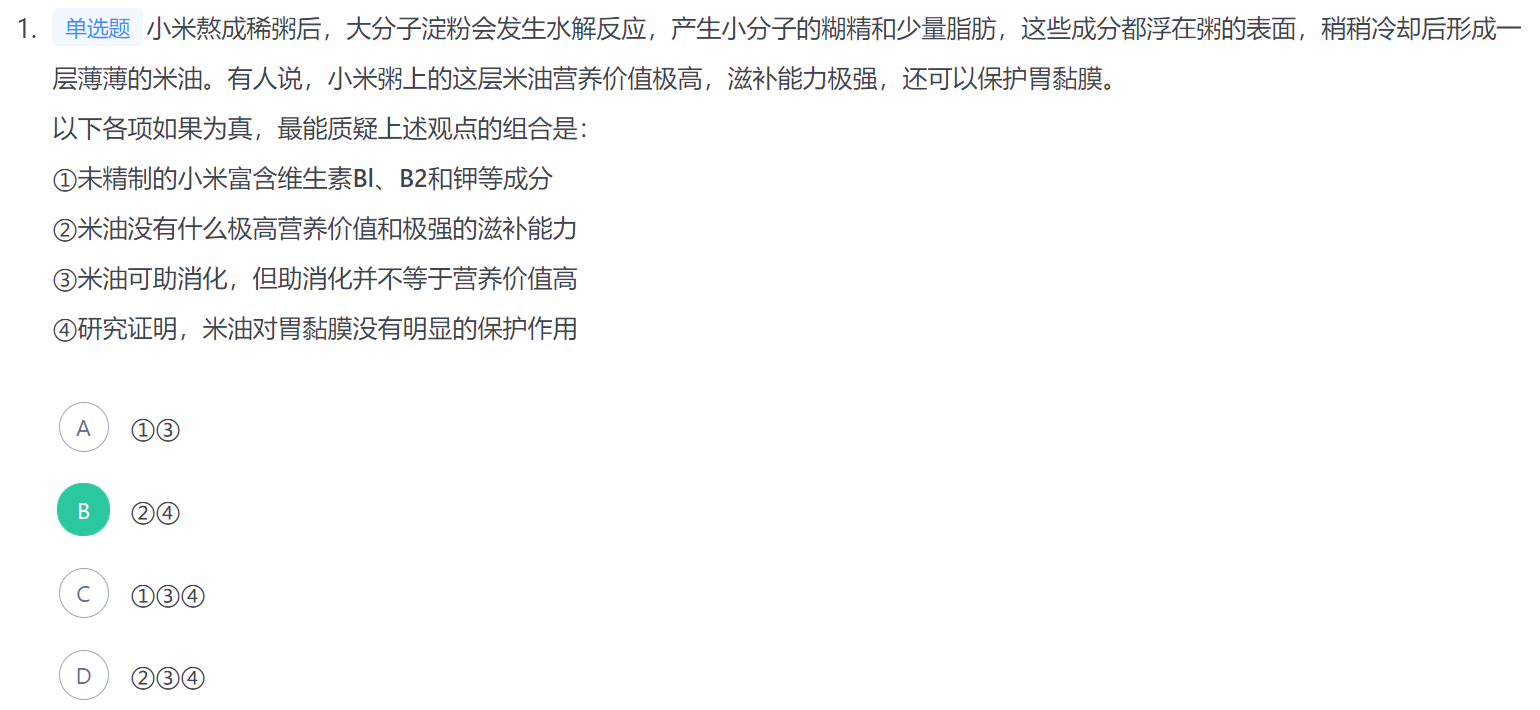 1. 单选题 小米熬成稀粥后，大分子淀粉会发生水解反应，产生小分子的糊精和少量脂肪，这些成分都浮在粥的表面，稍稍冷却后形成一
层薄薄的米油。有人说，小米粥上的这层米油营养价值极高，滋补能力极强，还可以保护胃黏膜。
以下各项如果为真，最能质疑上述观点的组合是：
①未精制的小米富含维生素Bl、B2和钾等成分
②米油没有什么极高营养价值和极强的滋补能力
③米油可助消化，但助消化并不等于营养价值高
④研究证明，米油对胃黏膜没有明显的保护作用
A ①③
B ②④
C ①③④
D ②③④